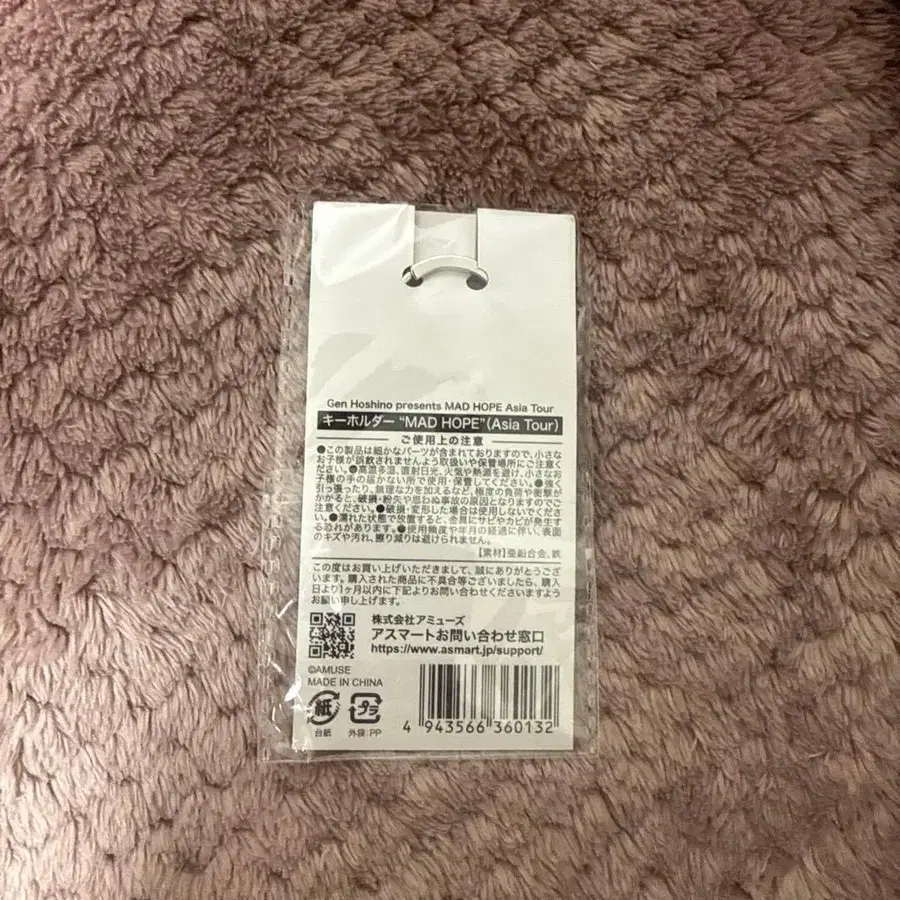 Gen Hoshino presents MAD HOPE Asia Tour
キーホルダー “MAD HOPE”(Asia Tour)
ご使用上の注意
●この製品は細かなパーツが含まれておりますので、小さな
お子様が誤飲されませんよう取扱いや保管場所にご注意く
ださい。●高温多湿、直射日光、火気や熱源を避け、小さなお
子様の手の届かない所で使用・保管してください。●強く
引っ張ったり、無理な力を加えるなど、極度の負荷や衝撃が
かかると、破損・紛失や思わぬ事故の原因となりますのでご
注意ください。●破損・変形した場合は使用しないでくだ
さい。●濡れた状態で放置すると、金具にサビやカビが発生す
る恐れがあります。●使用頻度や年月の経過に伴い、表面
のキズや汚れ、擦り減りは避けられません。
【素材】亜鉛合金、鉄
この度はお買い上げいただきまして、誠にありがとうござ
います。購入された商品に不具合等ございましたら、購入
日より1ヶ月以内に下記よりお問い合わせくださいますよう
お願い申し上げます。
株式会社アミューズ
アスマートお問い合わせ窓口
https://www.asmart.jp/support/
©AMUSE
MADE IN CHINA
紙
プラ
台紙
外袋:PP
4 943566 360132